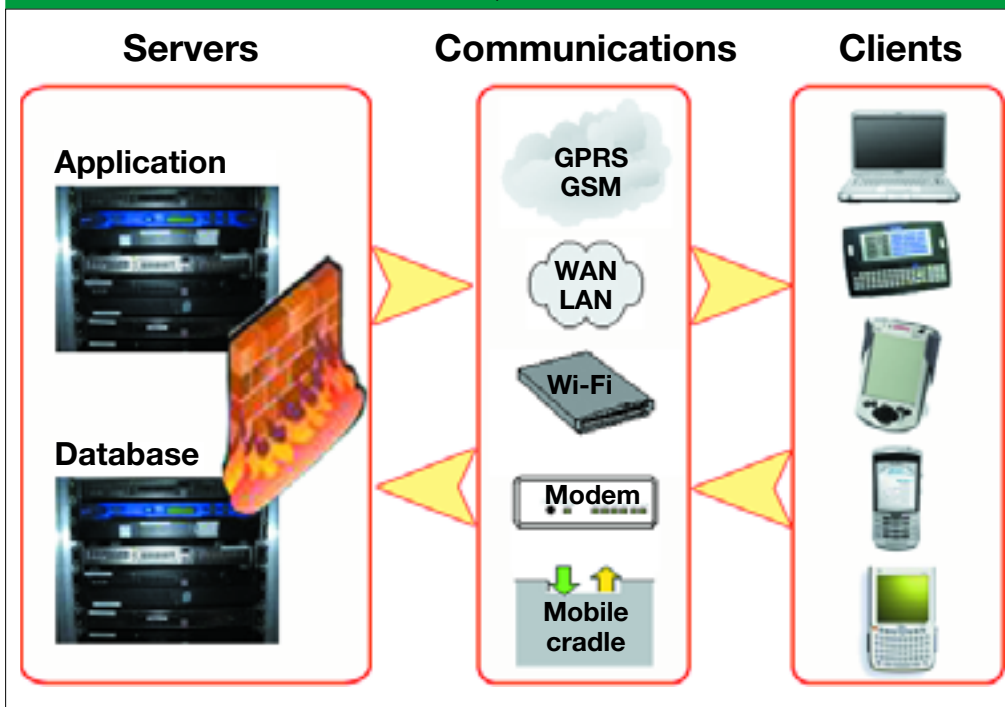 Servers
Communications
Clients
Application
Database
GPRS
GSM
WAN
LAN
Wi-Fi
Modem
Mobile
cradle